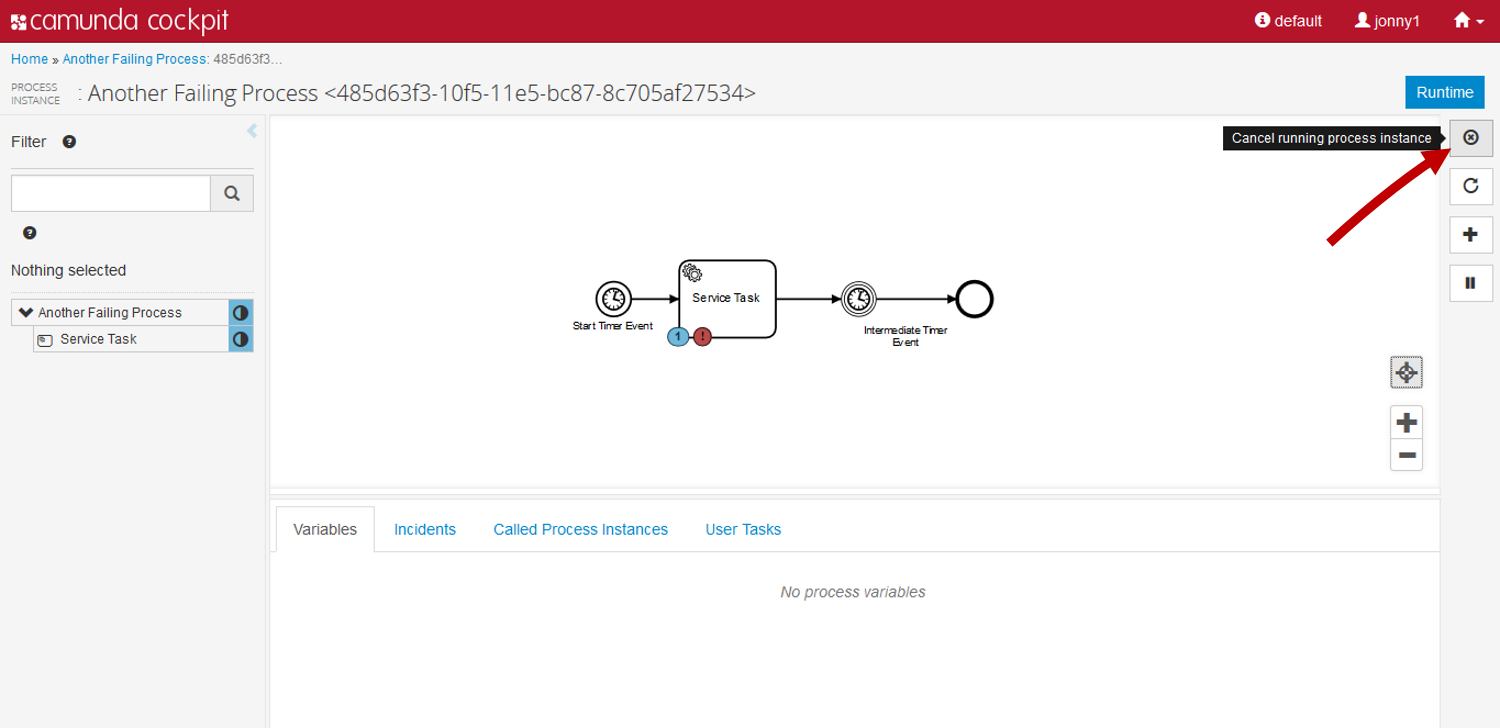 camunda cockpit
default
jonny1
Home » Another Failing Process: 485d63f3...
PROCESS
INSTANCE
: Another Failing Process <485d63f3-10f5-11e5-bc87-8c705af27534>
Runtime
Filter
Cancel running process instance
Nothing selected
Another Failing Process
Service Task
Service Task
Start Timer Event
1
!
Intermediate Timer
Event
Variables
Incidents
Called Process Instances
User Tasks
No process variables